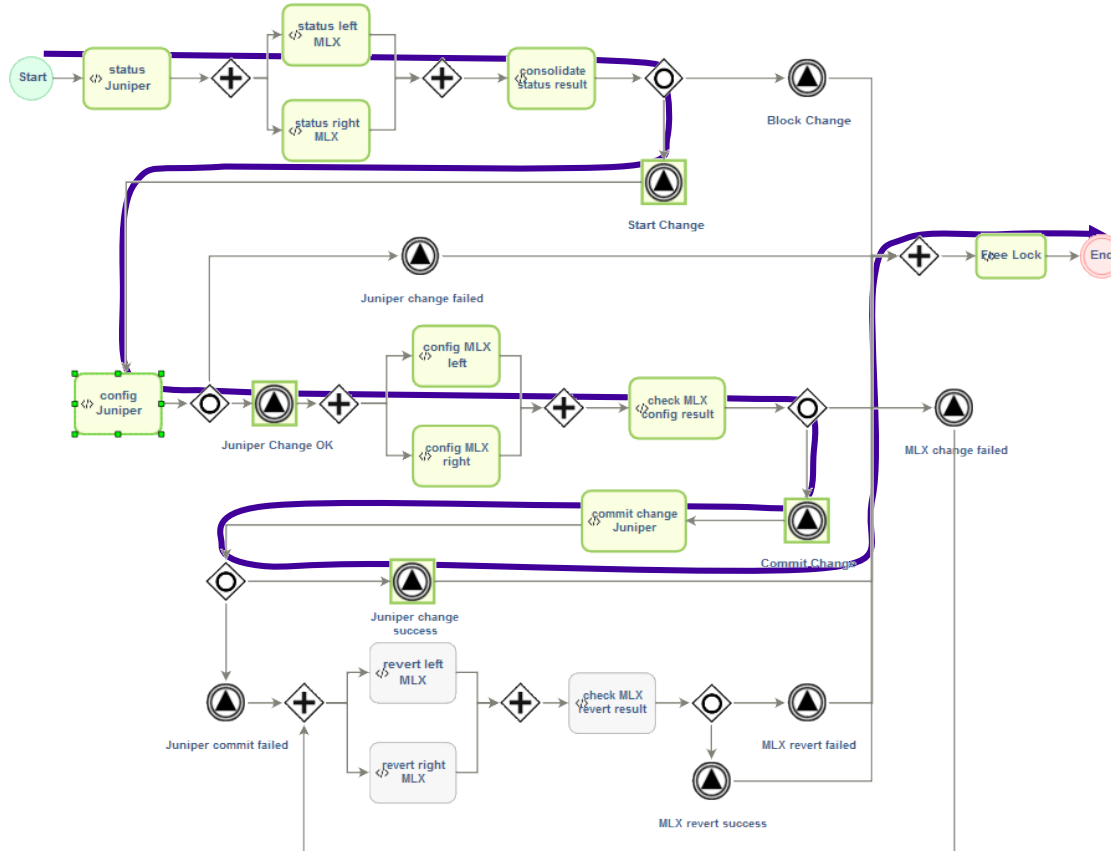 status left
MLX
Start
status
Juniper
consolidate
status result
status right
MLX
Block Change
Start Change
Free Lock
End
Juniper change failed
config MLX
left
config
Juniper
check MLX
config result
Juniper Change OK
config MLX
right
MLX change failed
commit change
Juniper
Commit Change
Juniper change
success
revert left
MLX
check MLX
revert result
Juniper commit failed
MLX revert failed
revert right
MLX
MLX revert success